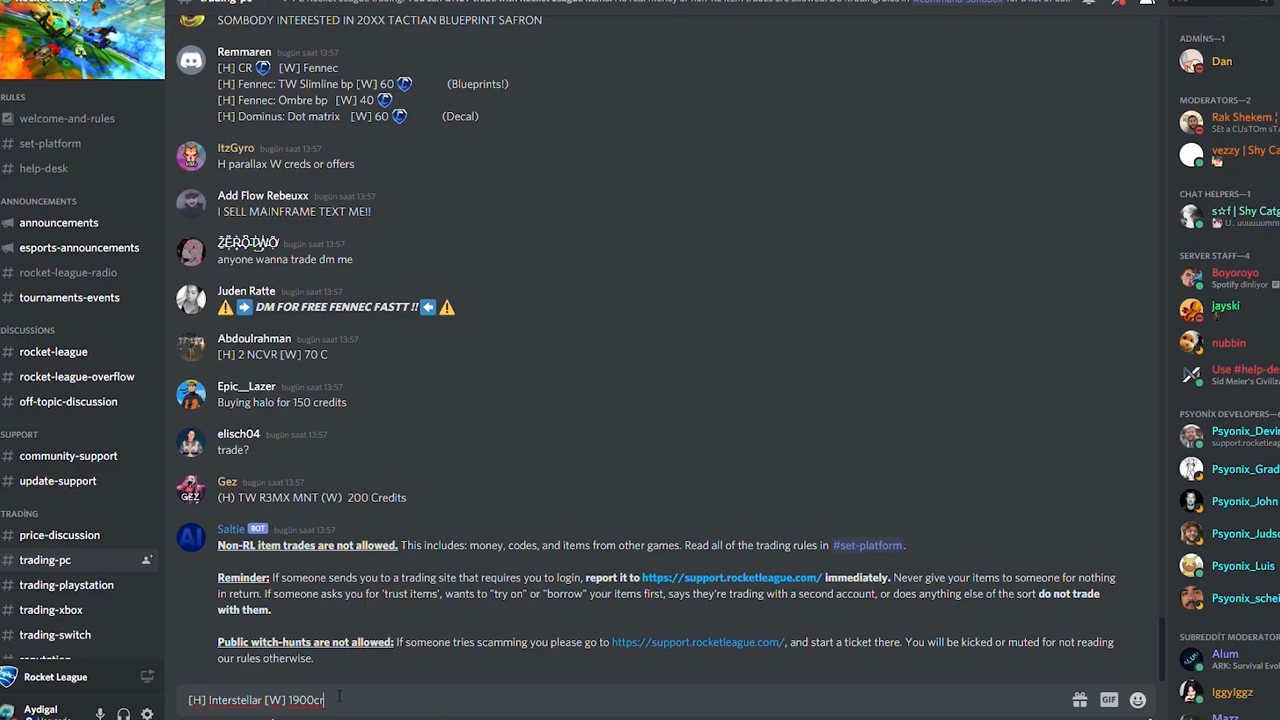 RULES
welcome-and-rules
set-platform
help-desk
ANNOUNCEMENTS
announcements
esports-announcements
rocket-league-radio
tournaments-events
DISCUSSIONS
rocket-league
rocket-league-overflow
off-topic-discussion
SUPPORT
community-support
update-support
TRADING
price-discussion
trading-pc
trading-playstation
trading-xbox
trading-switch
Rocket League
Aydigal
SOMBODY INTERESTED IN 20XX TACTIAN BLUEPRINT SAFRON
Remmaren bugün saat 13:57
[H] CR [W] Fennec
[H] Fennec: TW Slimline bp [W] 60 (Blueprints!)
[H] Fennec: Ombre bp [W] 40
[H] Dominus: Dot matrix [W] 60 (Decal)
ItzGyro bugün saat 13:57
H parallax W creds or offers
Add Flow Rebeuxx bugün saat 13:57
I SELL MAINFRAME TEXT ME!!
ZEROTWO bugün saat 13:57
anyone wanna trade dm me
Juden Ratte bugün saat 13:57
⚠️ ➡️ DM FOR FREE FENNEC FASTT !! ⬅️ ⚠️
Abdoulrahman bugün saat 13:57
[H] 2 NCVR [W] 70 C
Epic__Lazer bugün saat 13:57
Buying halo for 150 credits
elisch04 bugün saat 13:57
trade?
Gez bugün saat 13:57
(H) TW R3MX MNT (W) 200 Credits
Saltie BOT bugün saat 13:57
Non-RL item trades are not allowed. This includes: money, codes, and items from other games. Read all of the trading rules in #set-platform.
Reminder: If someone sends you to a trading site that requires you to login, report it to https://support.rocketleague.com/ immediately. Never give your items to someone for nothing
in return. If someone asks you for 'trust items', wants to "try on" or "borrow" your items first, says they're trading with a second account, or does anything else of the sort do not trade
with them.
Public witch-hunts are not allowed: If someone tries scamming you please go to https://support.rocketleague.com/, and start a ticket there. You will be kicked or muted for not reading
our rules otherwise.
[H] Interstellar [W] 1900cr
GIF
ADMINS—1
Dan
MODERATORS—2
Rak Shekem
SEt a CUsTOm sT
vezzy | Shy Ca
CHAT HELPERS—1
s☆f | Shy Catg
U.. uuuuumm
SERVER STAFF—4
Boyoroyo
Spotify dinliyor
jayski
nubbin
Use #help-de
Sid Meier's Civiliz
PSYONIX DEVELOPERS—6
Psyonix_Devin
support.rocketleag
Psyonix_Grad
Psyonix_John
Psyonix_Judso
Psyonix_Luis
Psyonix_schei
SUBREDDIT MODERATOR
Alum
ARK: Survival Evol
IggyIggz